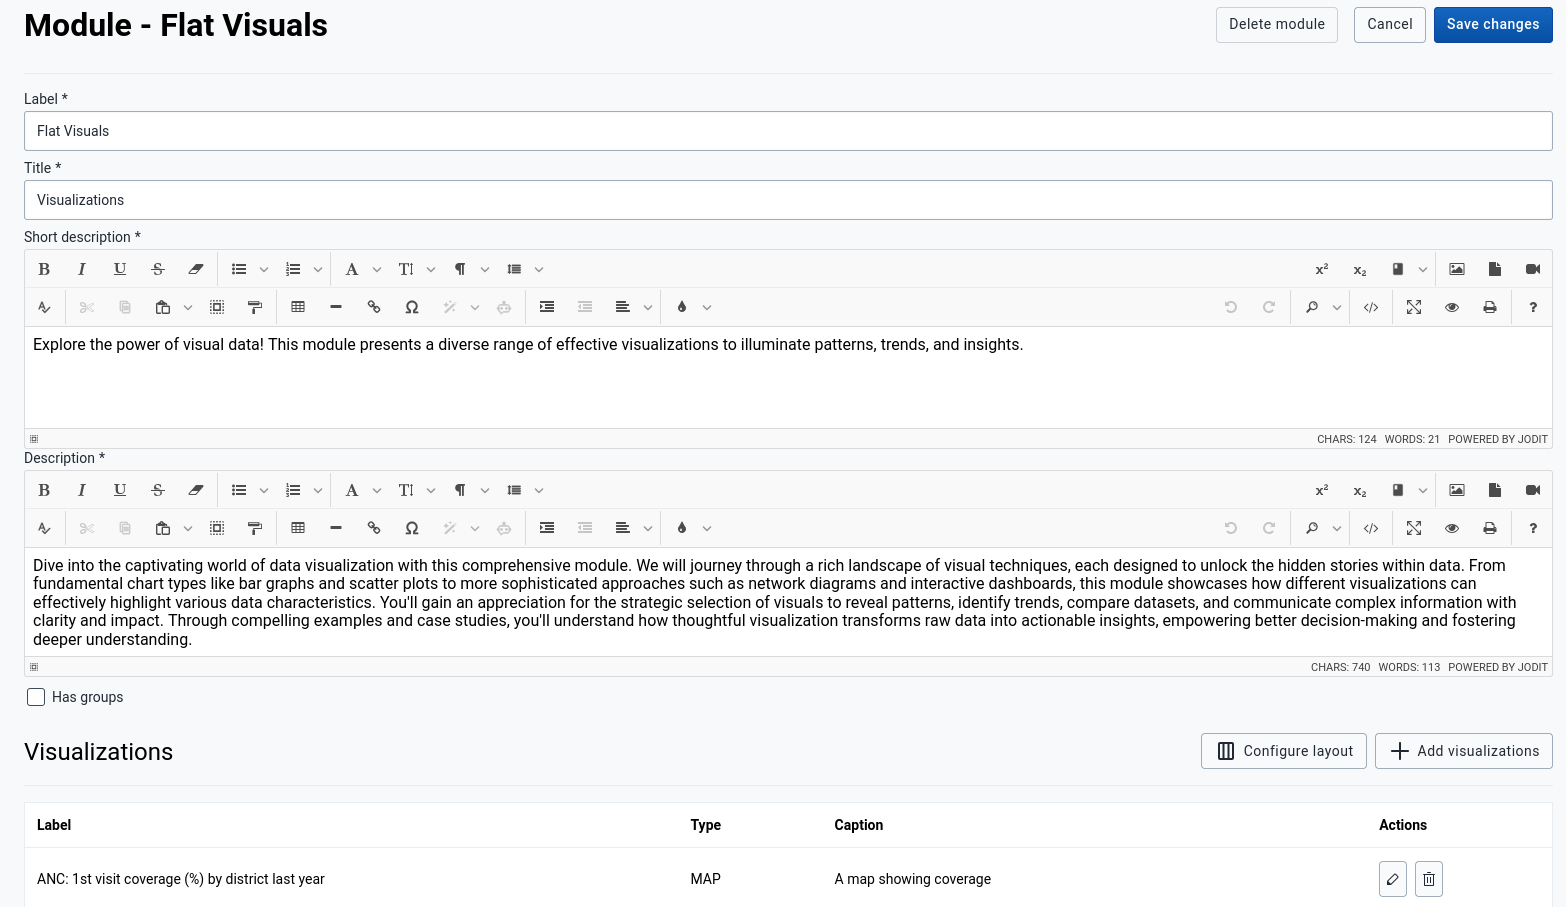 Module - Flat Visuals
Delete module
Cancel
Save changes
Label *
Flat Visuals
Title *
Visualizations
Short description *
Explore the power of visual data! This module presents a diverse range of effective visualizations to illuminate patterns, trends, and insights.
CHARS: 124 WORDS: 21 POWERED BY JODIT
Description *
Dive into the captivating world of data visualization with this comprehensive module. We will journey through a rich landscape of visual techniques, each designed to unlock the hidden stories within data. From
fundamental chart types like bar graphs and scatter plots to more sophisticated approaches such as network diagrams and interactive dashboards, this module showcases how different visualizations can
effectively highlight various data characteristics. You'll gain an appreciation for the strategic selection of visuals to reveal patterns, identify trends, compare datasets, and communicate complex information with
clarity and impact. Through compelling examples and case studies, you'll understand how thoughtful visualization transforms raw data into actionable insights, empowering better decision-making and fostering
deeper understanding.
CHARS: 740 WORDS: 113 POWERED BY JODIT
Has groups
Visualizations
Configure layout
Add visualizations
Label Type Caption Actions
ANC: 1st visit coverage (%) by district last year MAP A map showing coverage